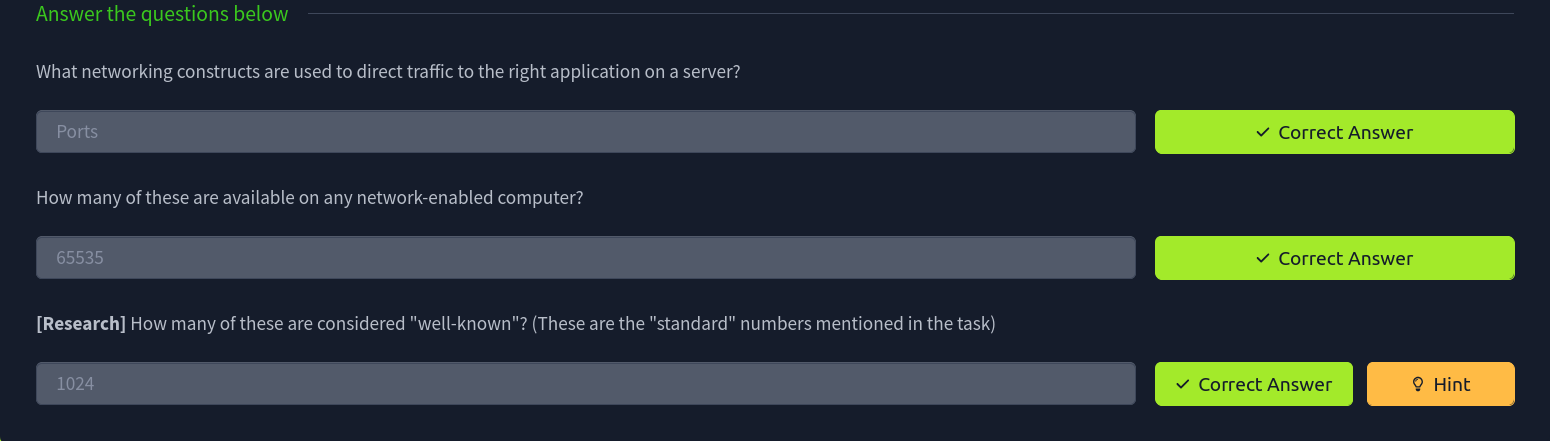 Answer the questions below
What networking constructs are used to direct traffic to the right application on a server?
Ports
Correct Answer
How many of these are available on any network-enabled computer?
65535
Correct Answer
[Research] How many of these are considered "well-known"? (These are the "standard" numbers mentioned in the task)
1024
Correct Answer
Hint